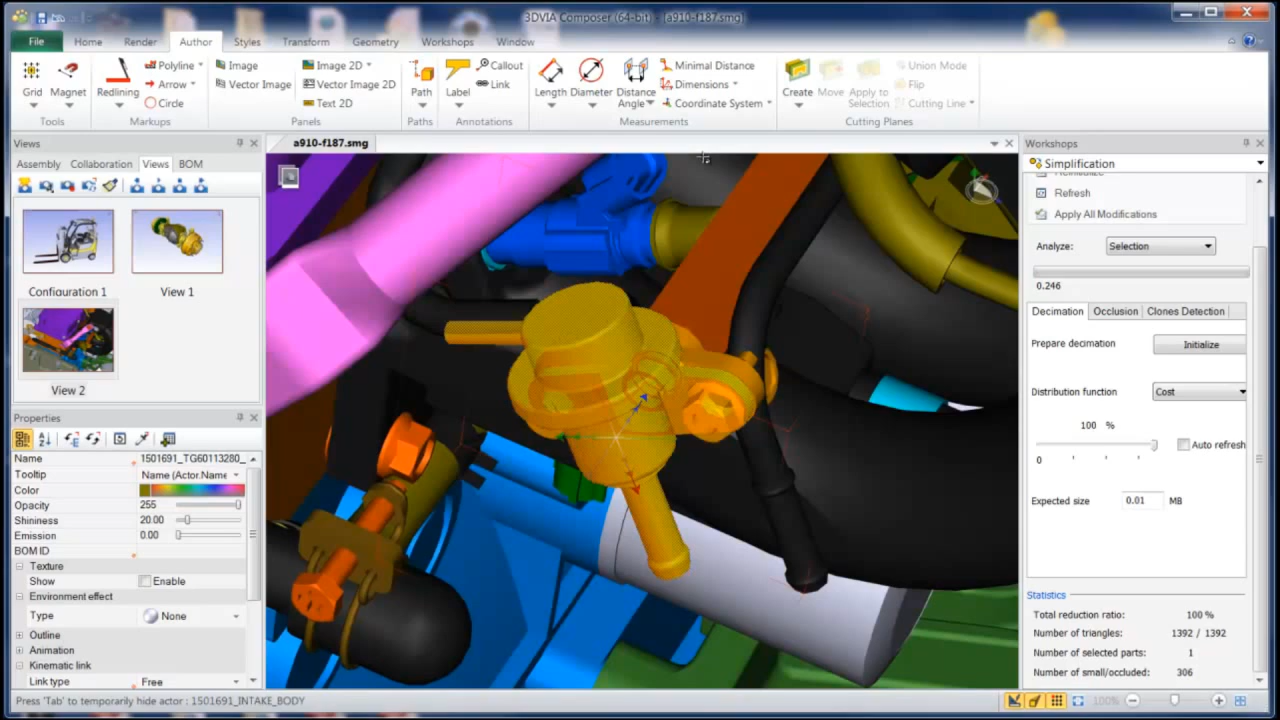 3DVIA Composer (64-bit) - [a910-f187.smg]
File Home Render Author Styles Transform Geometry Workshops Window
Polyline Image Image 2D Callout Minimal Distance Union Mode
Arrow Vector Image Vector Image 2D Link Dimensions Flip
Grid Magnet Redlining Circle Text 2D Path Label Length Diameter Distance Angle Coordinate System Create Move Apply to Selection Cutting Line
Tools Markups Panels Paths Annotations Measurements Cutting Planes
Views
a910-f187.smg
Workshops
Assembly Collaboration Views BOM
Simplification
Refresh
Apply All Modifications
Analyze: Selection
0.246
Configuration 1 View 1
Decimation Occlusion Clones Detection
Prepare decimation Initialize
View 2
Distribution function Cost
100 %
Auto refresh
0
Expected size 0.01 MB
Properties
Name 1501691_TG60113280_
Tooltip Name (Actor.Name
Color
Opacity 255
Shininess 20.00
Emission 0.00
BOM ID
Texture
Show Enable
Environment effect
Type None
Outline
Animation
Kinematic link
Link type Free
Statistics
Total reduction ratio: 100 %
Number of triangles: 1392 / 1392
Number of selected parts: 1
Number of small/occluded: 306
Press 'Tab' to temporarily hide actor : 1501691_INTAKE_BODY
100%